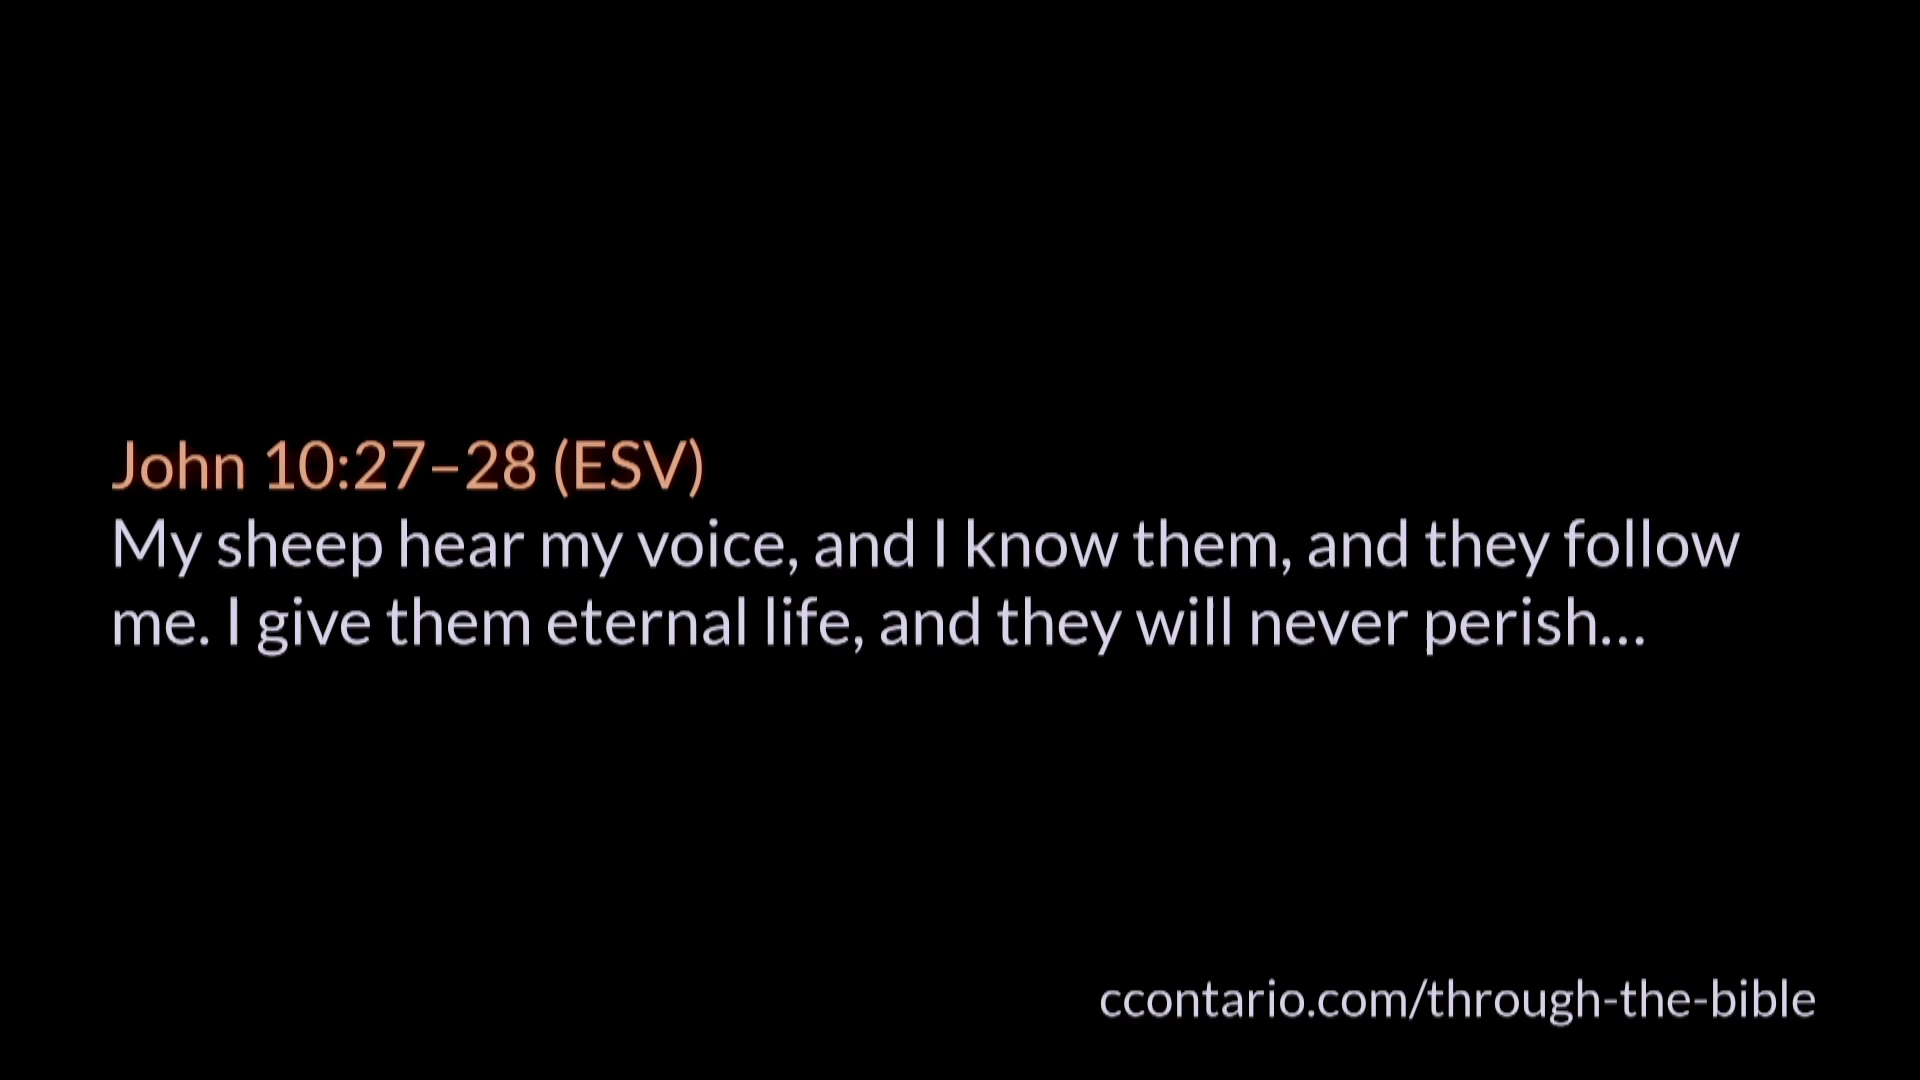 John 10:27–28 (ESV)
My sheep hear my voice, and I know them, and they follow
me. I give them eternal life, and they will never perish…
ccontario.com/through-the-bible